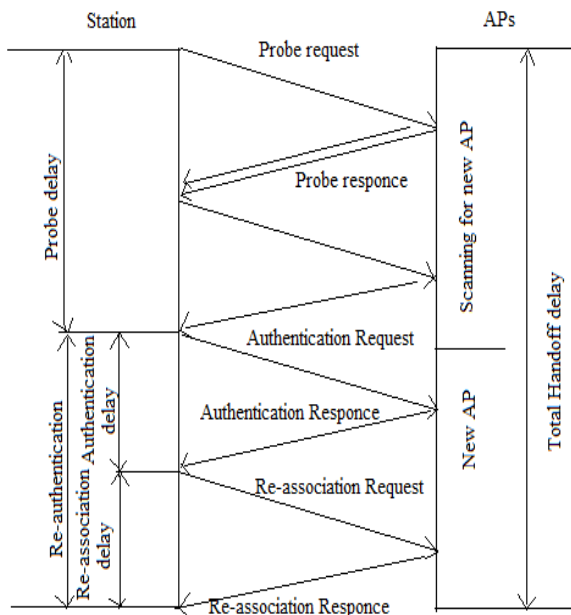 Station
APs
Probe request
Probe responce
Probe delay
Scanning for new AP
Total Handoff delay
Authentication Request
Authentication Responce
New AP
Re-authentication
Authentication
delay
Re-association Request
Re-association
delay
Re-association Responce